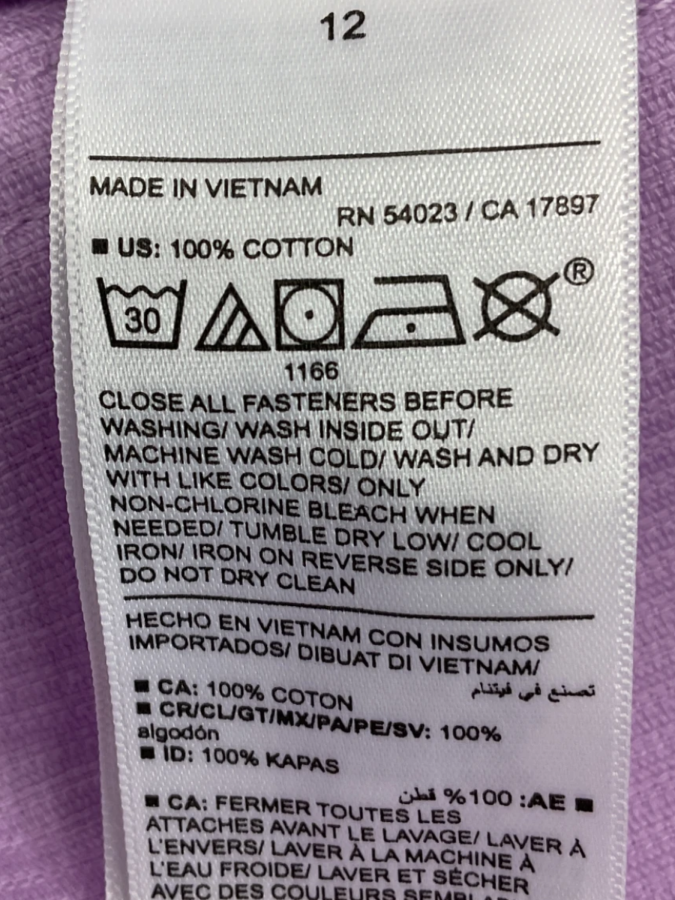 12
MADE IN VIETNAM
RN 54023 / CA 17897
■ US: 100% COTTON
30
®
1166
CLOSE ALL FASTENERS BEFORE
WASHING/ WASH INSIDE OUT/
MACHINE WASH COLD/ WASH AND DRY
WITH LIKE COLORS/ ONLY
NON-CHLORINE BLEACH WHEN
NEEDED/ TUMBLE DRY LOW/ COOL
IRON/ IRON ON REVERSE SIDE ONLY/
DO NOT DRY CLEAN
HECHO EN VIETNAM CON INSUMOS
IMPORTADOS/ DIBUAT DI VIETNAM/
تصنع في فيتنام
■ CA: 100% COTON
■ CR/CL/GT/MX/PA/PE/SV: 100%
algodón
■ ID: 100% KAPAS
■ AE: 100% قطن
■ CA: FERMER TOUTES LES
ATTACHES AVANT LE LAVAGE/ LAVER À
L'ENVERS/ LAVER À LA MACHINE À
L'EAU FROIDE/ LAVER ET SÉCHER
AVEC DES COULEURS